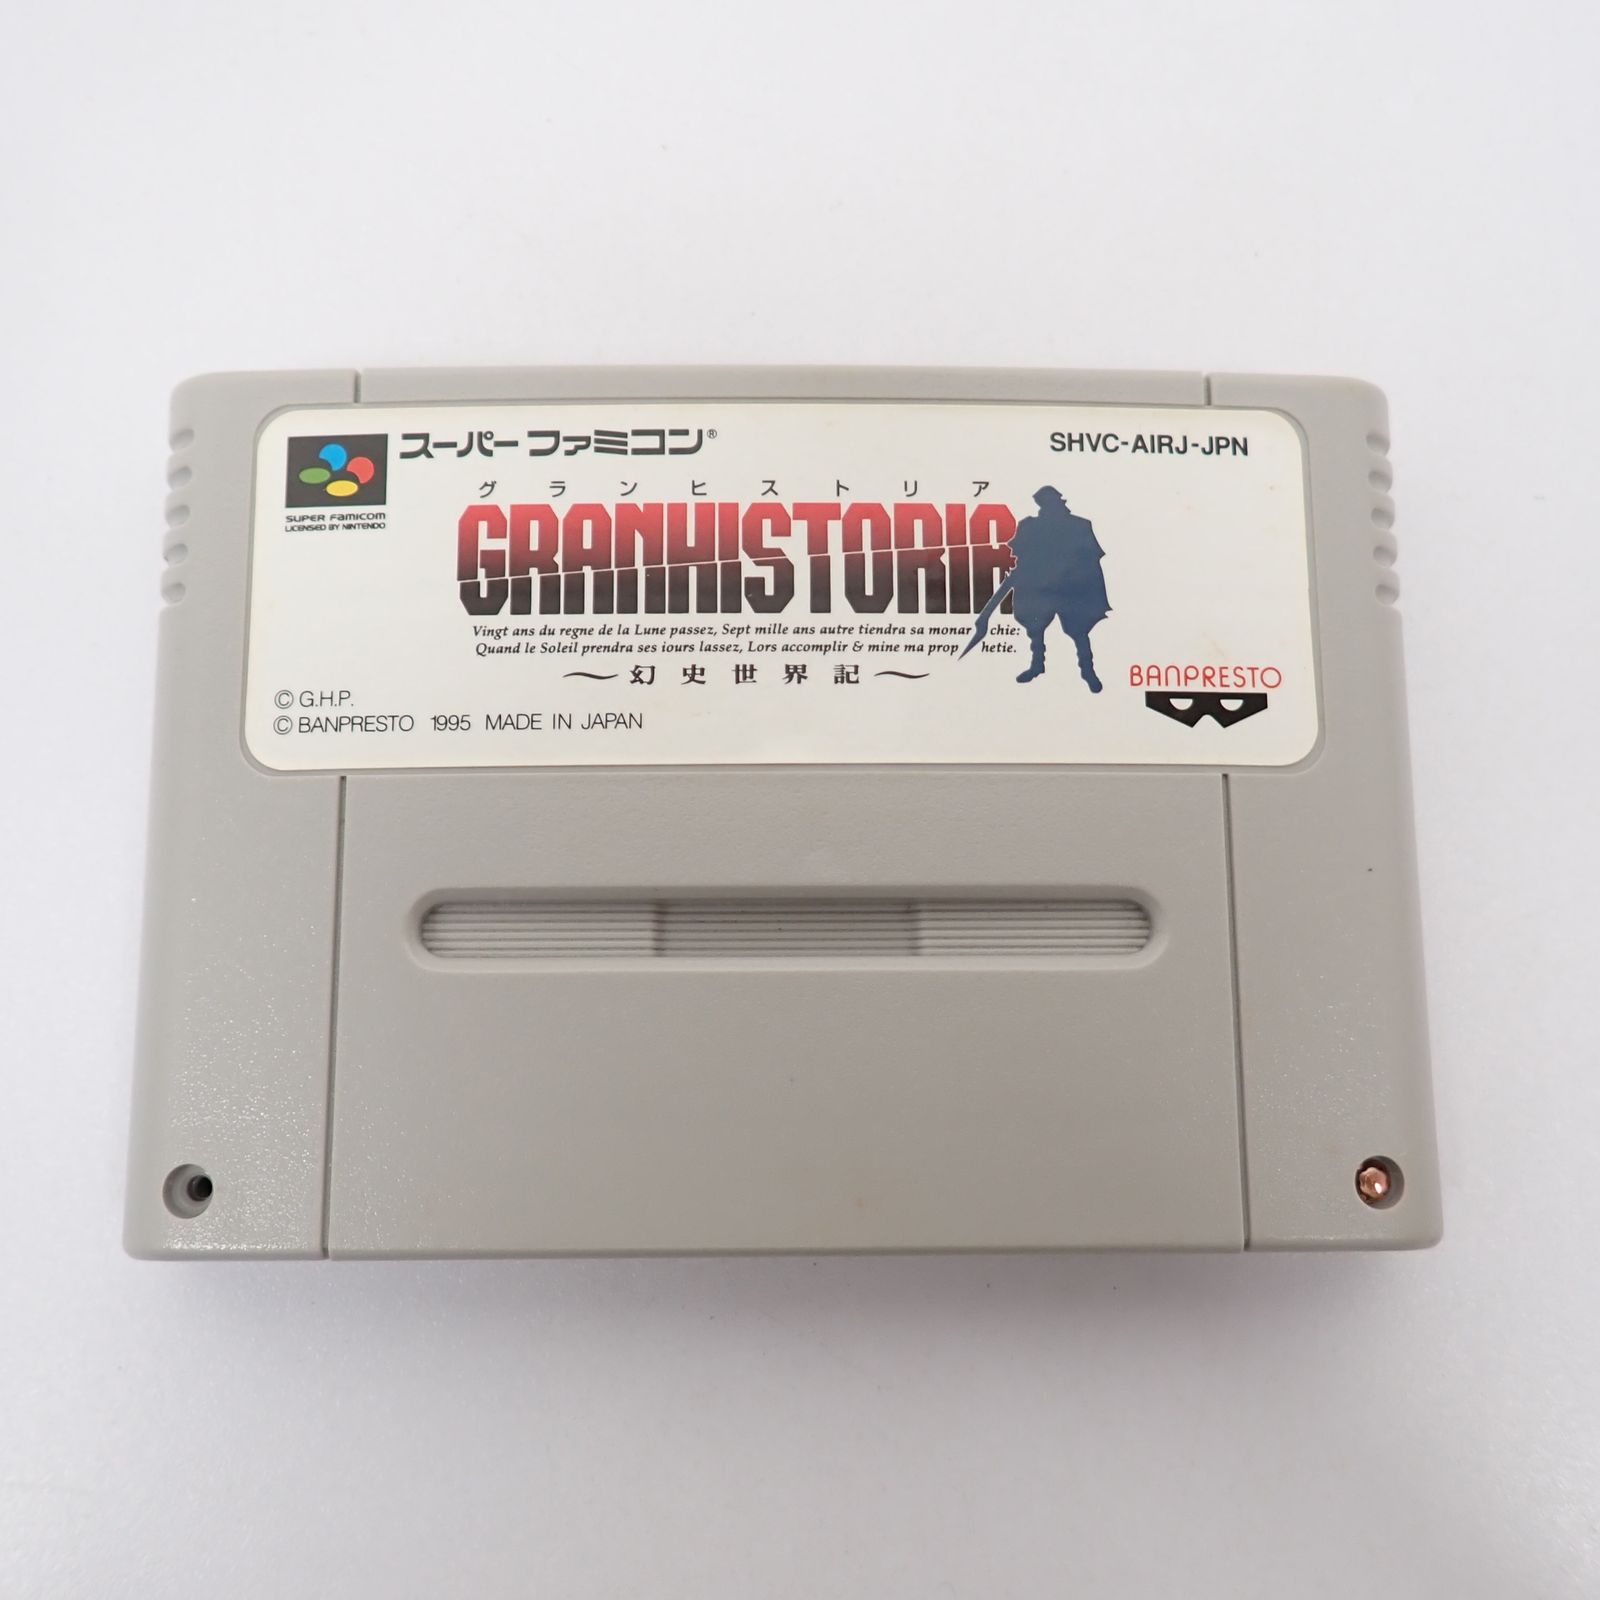 スーパーファミコン®
SHVC-AIRJ-JPN
SUPER FAMICOM
LICENSED BY NINTENDO
グランヒストリア
GRANHISTORIA
Vingt ans du regne de la Lune passez, Sept mille ans autre tiendra sa monar chie:
Quand le Soleil prendra ses iours lassez, Lors accomplir & mine ma prop hetie.
～幻史世界記～
BANPRESTO
© G.H.P.
© BANPRESTO 1995 MADE IN JAPAN